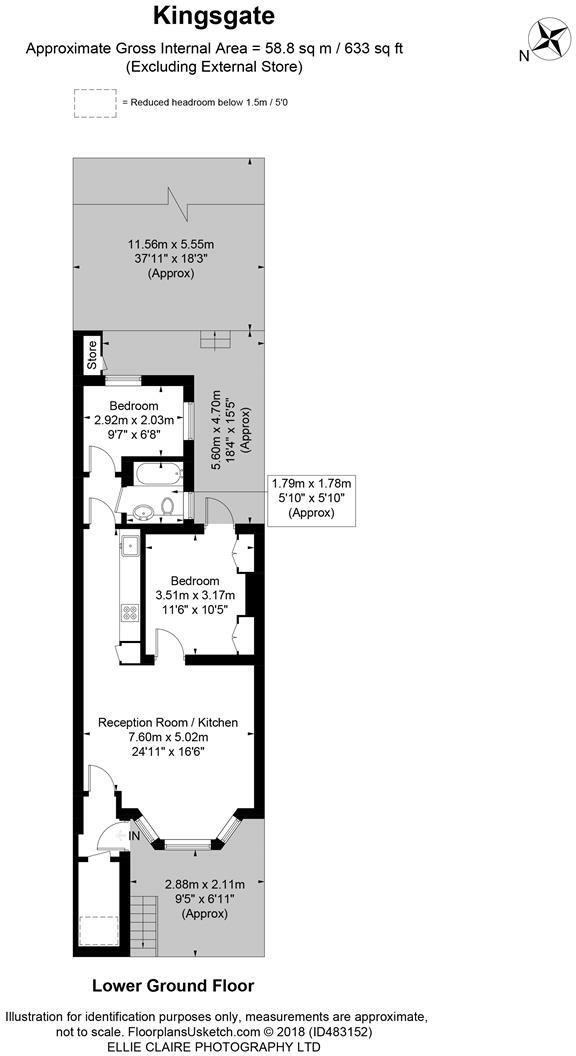 Kingsgate
Approximate Gross Internal Area = 58.8 sq m / 633 sq ft
(Excluding External Store)
N
= Reduced headroom below 1.5m / 5'0
11.56m x 5.55m
37'11" x 18'3"
(Approx)
Store
5.60m x 4.70m
18'4" x 15'5"
(Approx)
Bedroom
2.92m x 2.03m
9'7" x 6'8"
1.79m x 1.78m
5'10" x 5'10"
(Approx)
Bedroom
3.51m x 3.17m
11'6" x 10'5"
Reception Room / Kitchen
7.60m x 5.02m
24'11" x 16'6"
IN
2.88m x 2.11m
9'5" x 6'11"
(Approx)
Lower Ground Floor
Illustration for identification purposes only, measurements are approximate,
not to scale. FloorplansUsketch.com © 2018 (ID483152)
ELLIE CLAIRE PHOTOGRAPHY LTD